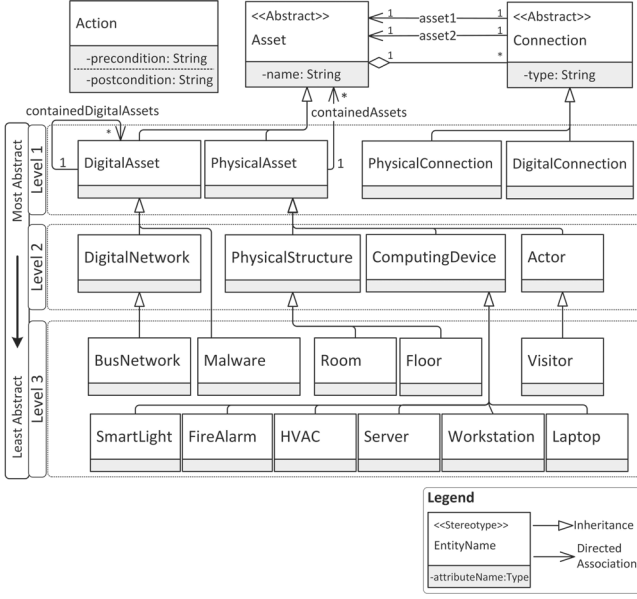 Action
-precondition: String
-postcondition: String
<<Abstract>>
Asset
-name: String
1
asset1
1
1
asset2
1
1
*
<<Abstract>>
Connection
-type: String
containedDigitalAssets
*
1
*
containedAssets
1
Most Abstract
Least Abstract
Level 1
DigitalAsset
PhysicalAsset
PhysicalConnection
DigitalConnection
Level 2
DigitalNetwork
PhysicalStructure
ComputingDevice
Actor
Level 3
BusNetwork
Malware
Room
Floor
Visitor
SmartLight
FireAlarm
HVAC
Server
Workstation
Laptop
Legend
<<Stereotype>>
EntityName
-attributeName:Type
Inheritance
Directed
Association